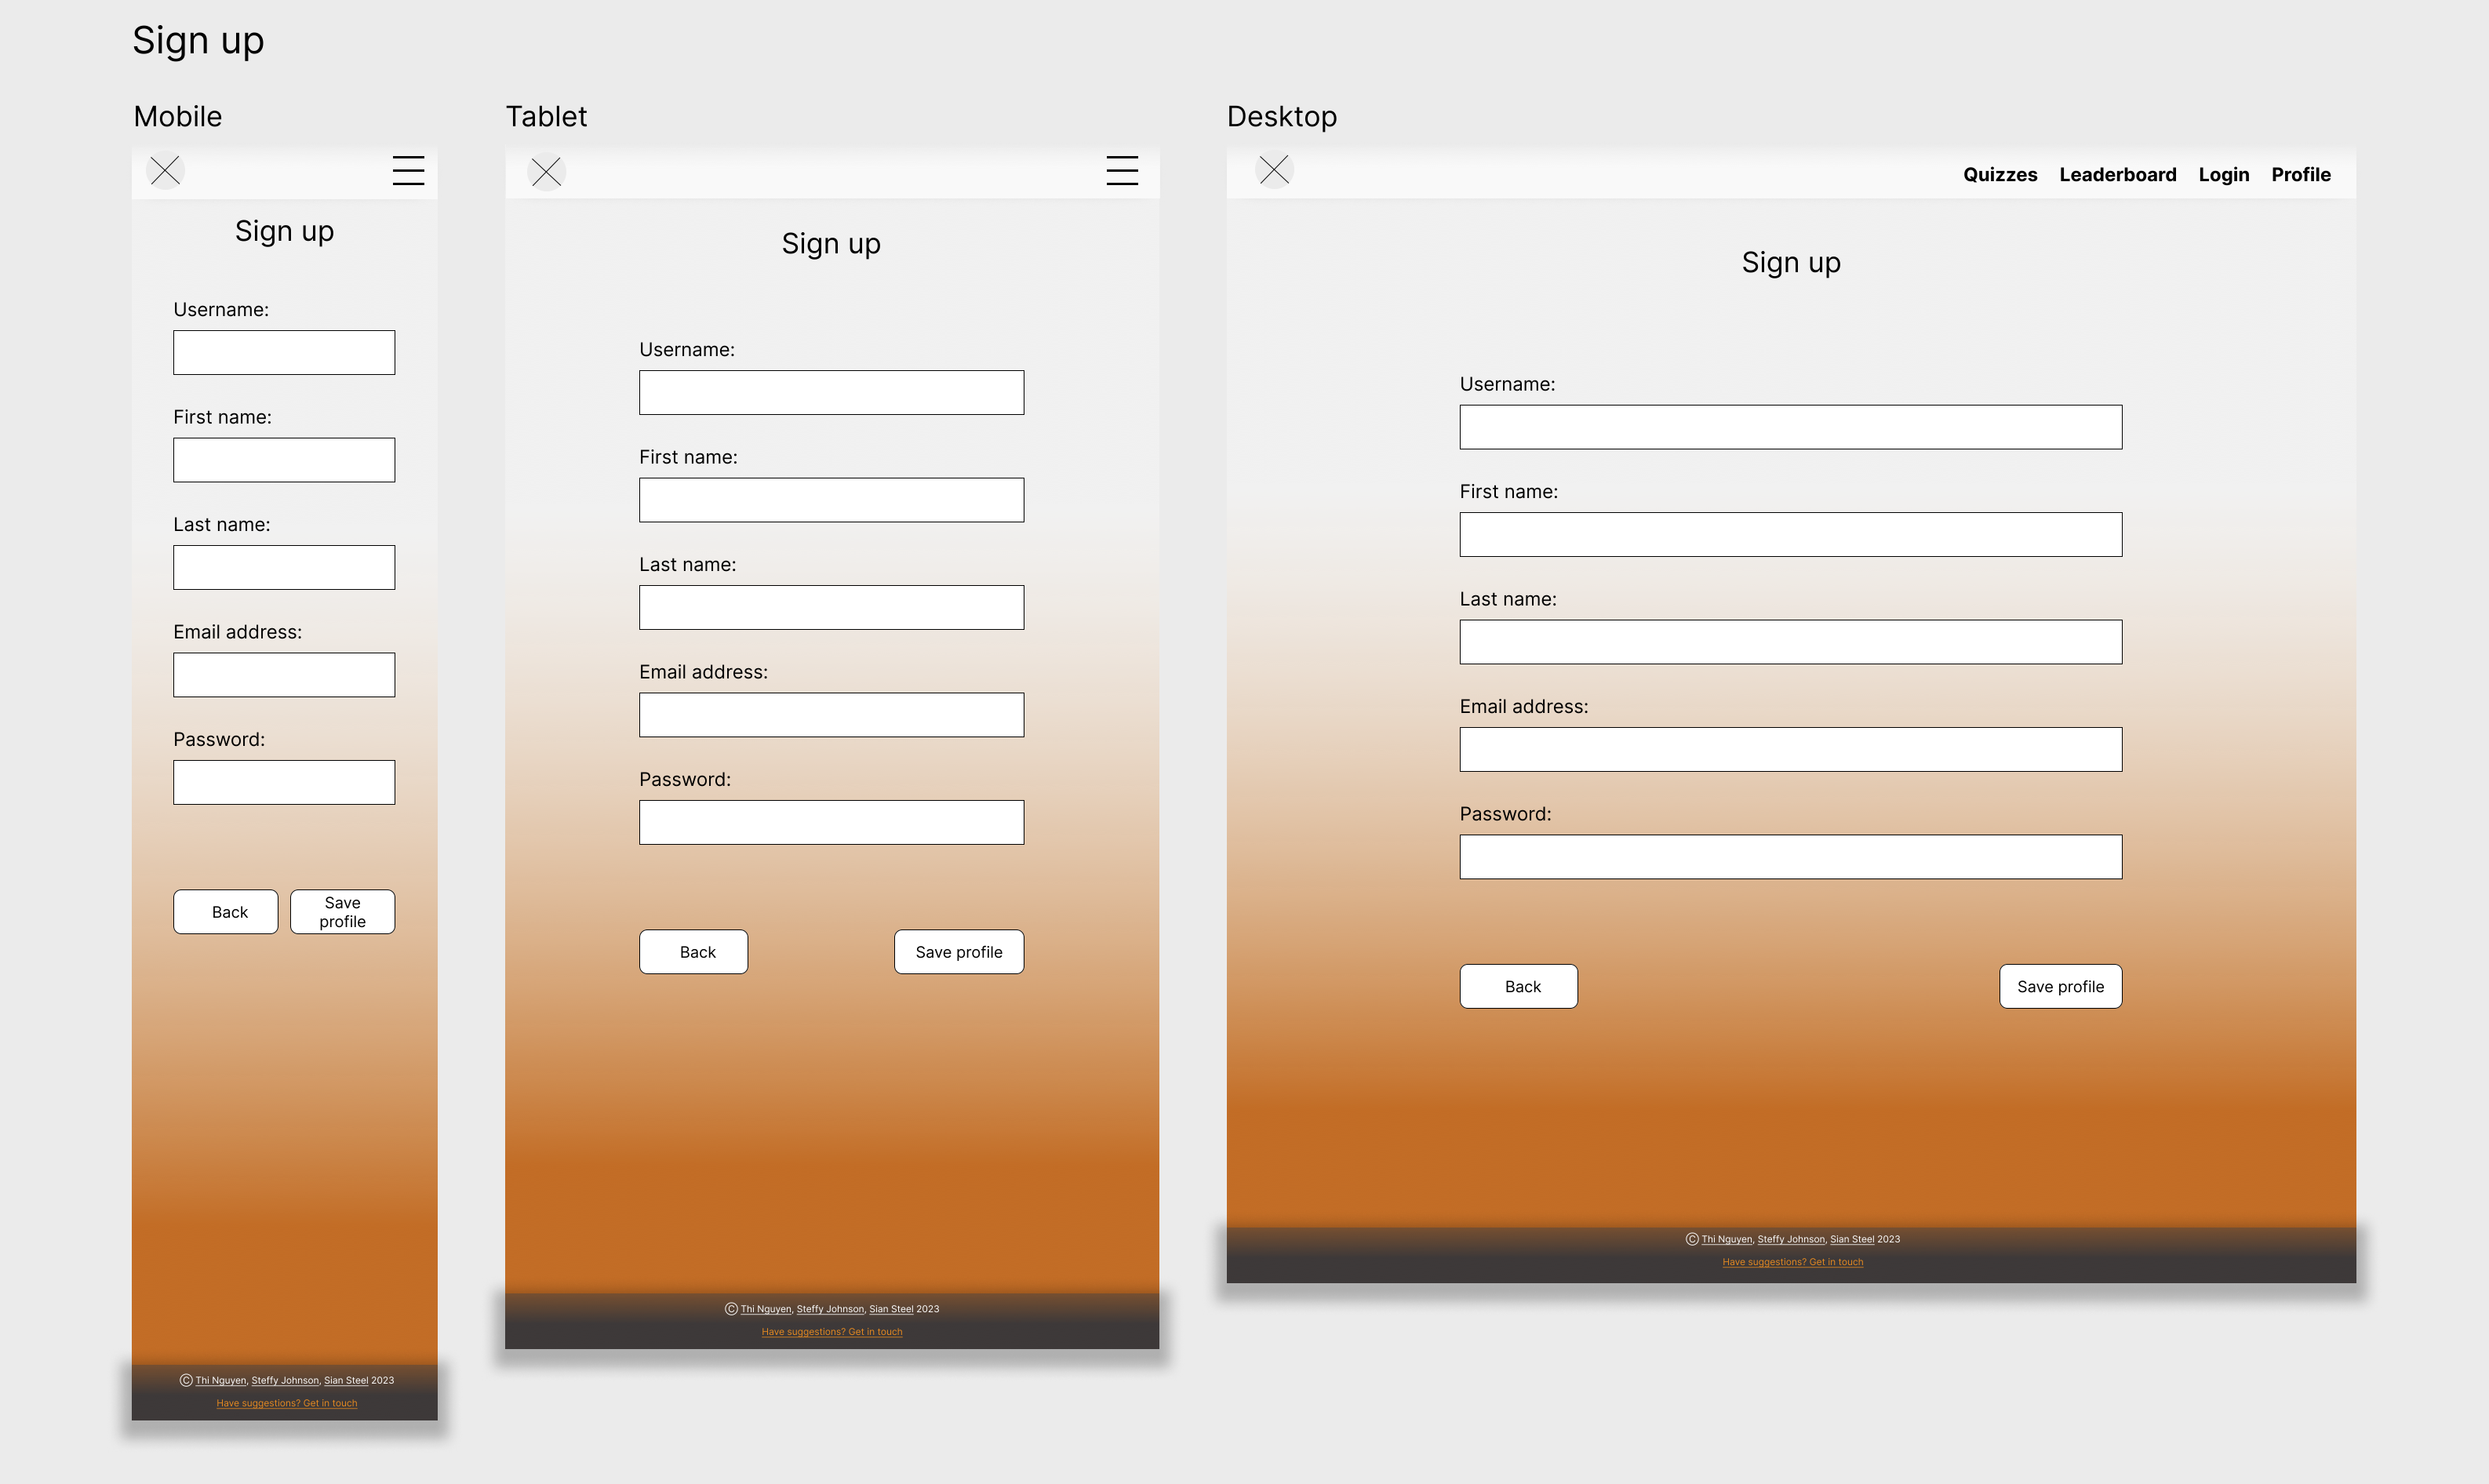 Sign up
Mobile
Sign up
Username:
First name:
Last name:
Email address:
Password:
Back
Save
profile
© Thi Nguyen, Steffy Johnson, Sian Steel 2023
Have suggestions? Get in touch
Tablet
Sign up
Username:
First name:
Last name:
Email address:
Password:
Back
Save profile
© Thi Nguyen, Steffy Johnson, Sian Steel 2023
Have suggestions? Get in touch
Desktop
Quizzes Leaderboard Login Profile
Sign up
Username:
First name:
Last name:
Email address:
Password:
Back
Save profile
© Thi Nguyen, Steffy Johnson, Sian Steel 2023
Have suggestions? Get in touch